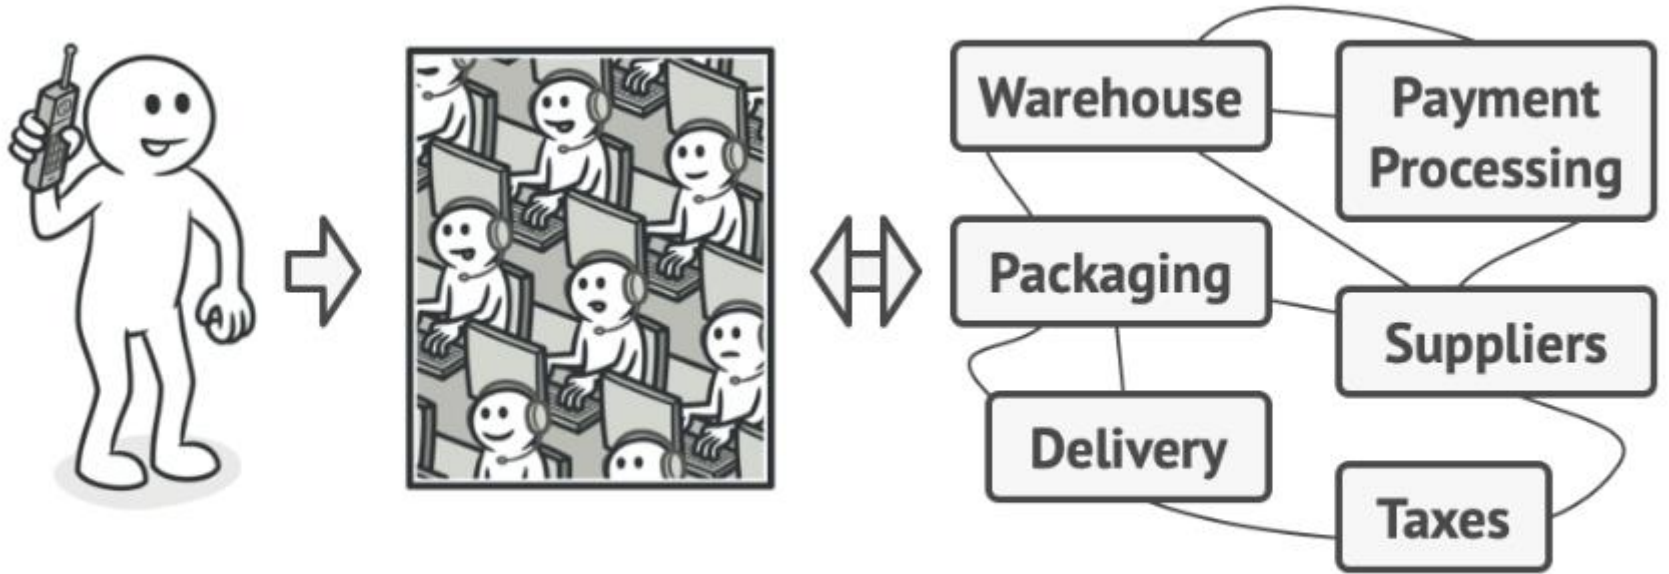 Warehouse
Payment
Processing
Packaging
Suppliers
Delivery
Taxes